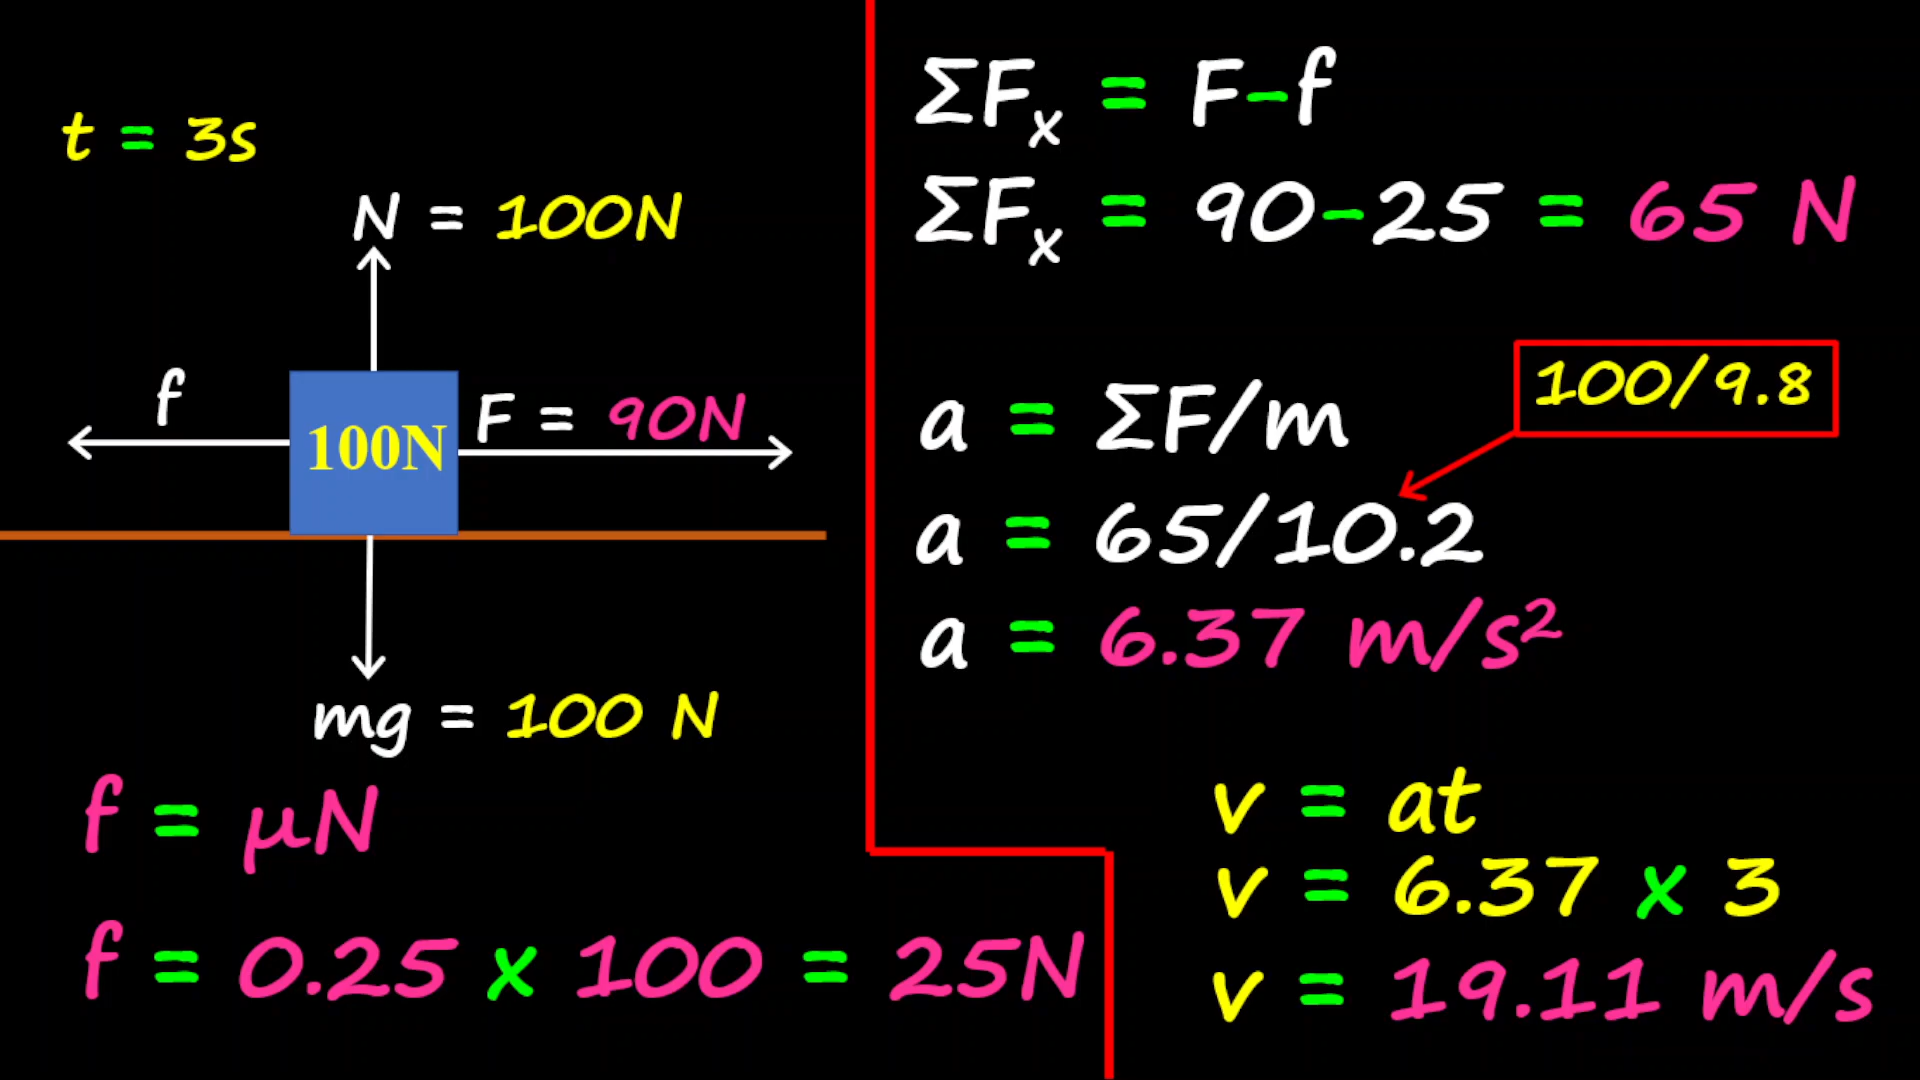 t = 3s
N = 100N
f
100N
F = 90N
mg = 100 N
f = μN
f = 0.25 x 100 = 25N
ΣFₓ = F-f
ΣFₓ = 90-25 = 65 N
100/9.8
a = ΣF/m
a = 65/10.2
a = 6.37 m/s²
v = at
v = 6.37 x 3
v = 19.11 m/s